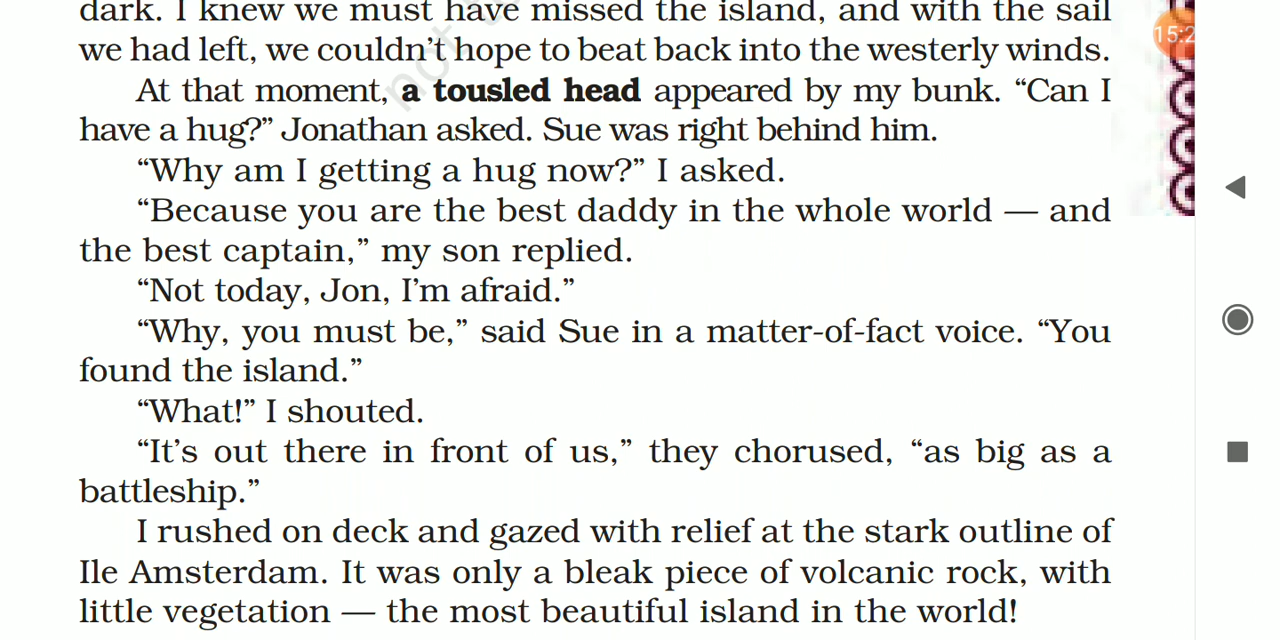 dark. I knew we must have missed the island, and with the sail
we had left, we couldn’t hope to beat back into the westerly winds.
At that moment, a tousled head appeared by my bunk. “Can I
have a hug?” Jonathan asked. Sue was right behind him.
“Why am I getting a hug now?” I asked.
“Because you are the best daddy in the whole world — and
the best captain,” my son replied.
“Not today, Jon, I’m afraid.”
“Why, you must be,” said Sue in a matter-of-fact voice. “You
found the island.”
“What!” I shouted.
“It’s out there in front of us,” they chorused, “as big as a
battleship.”
I rushed on deck and gazed with relief at the stark outline of
Ile Amsterdam. It was only a bleak piece of volcanic rock, with
little vegetation — the most beautiful island in the world!
not